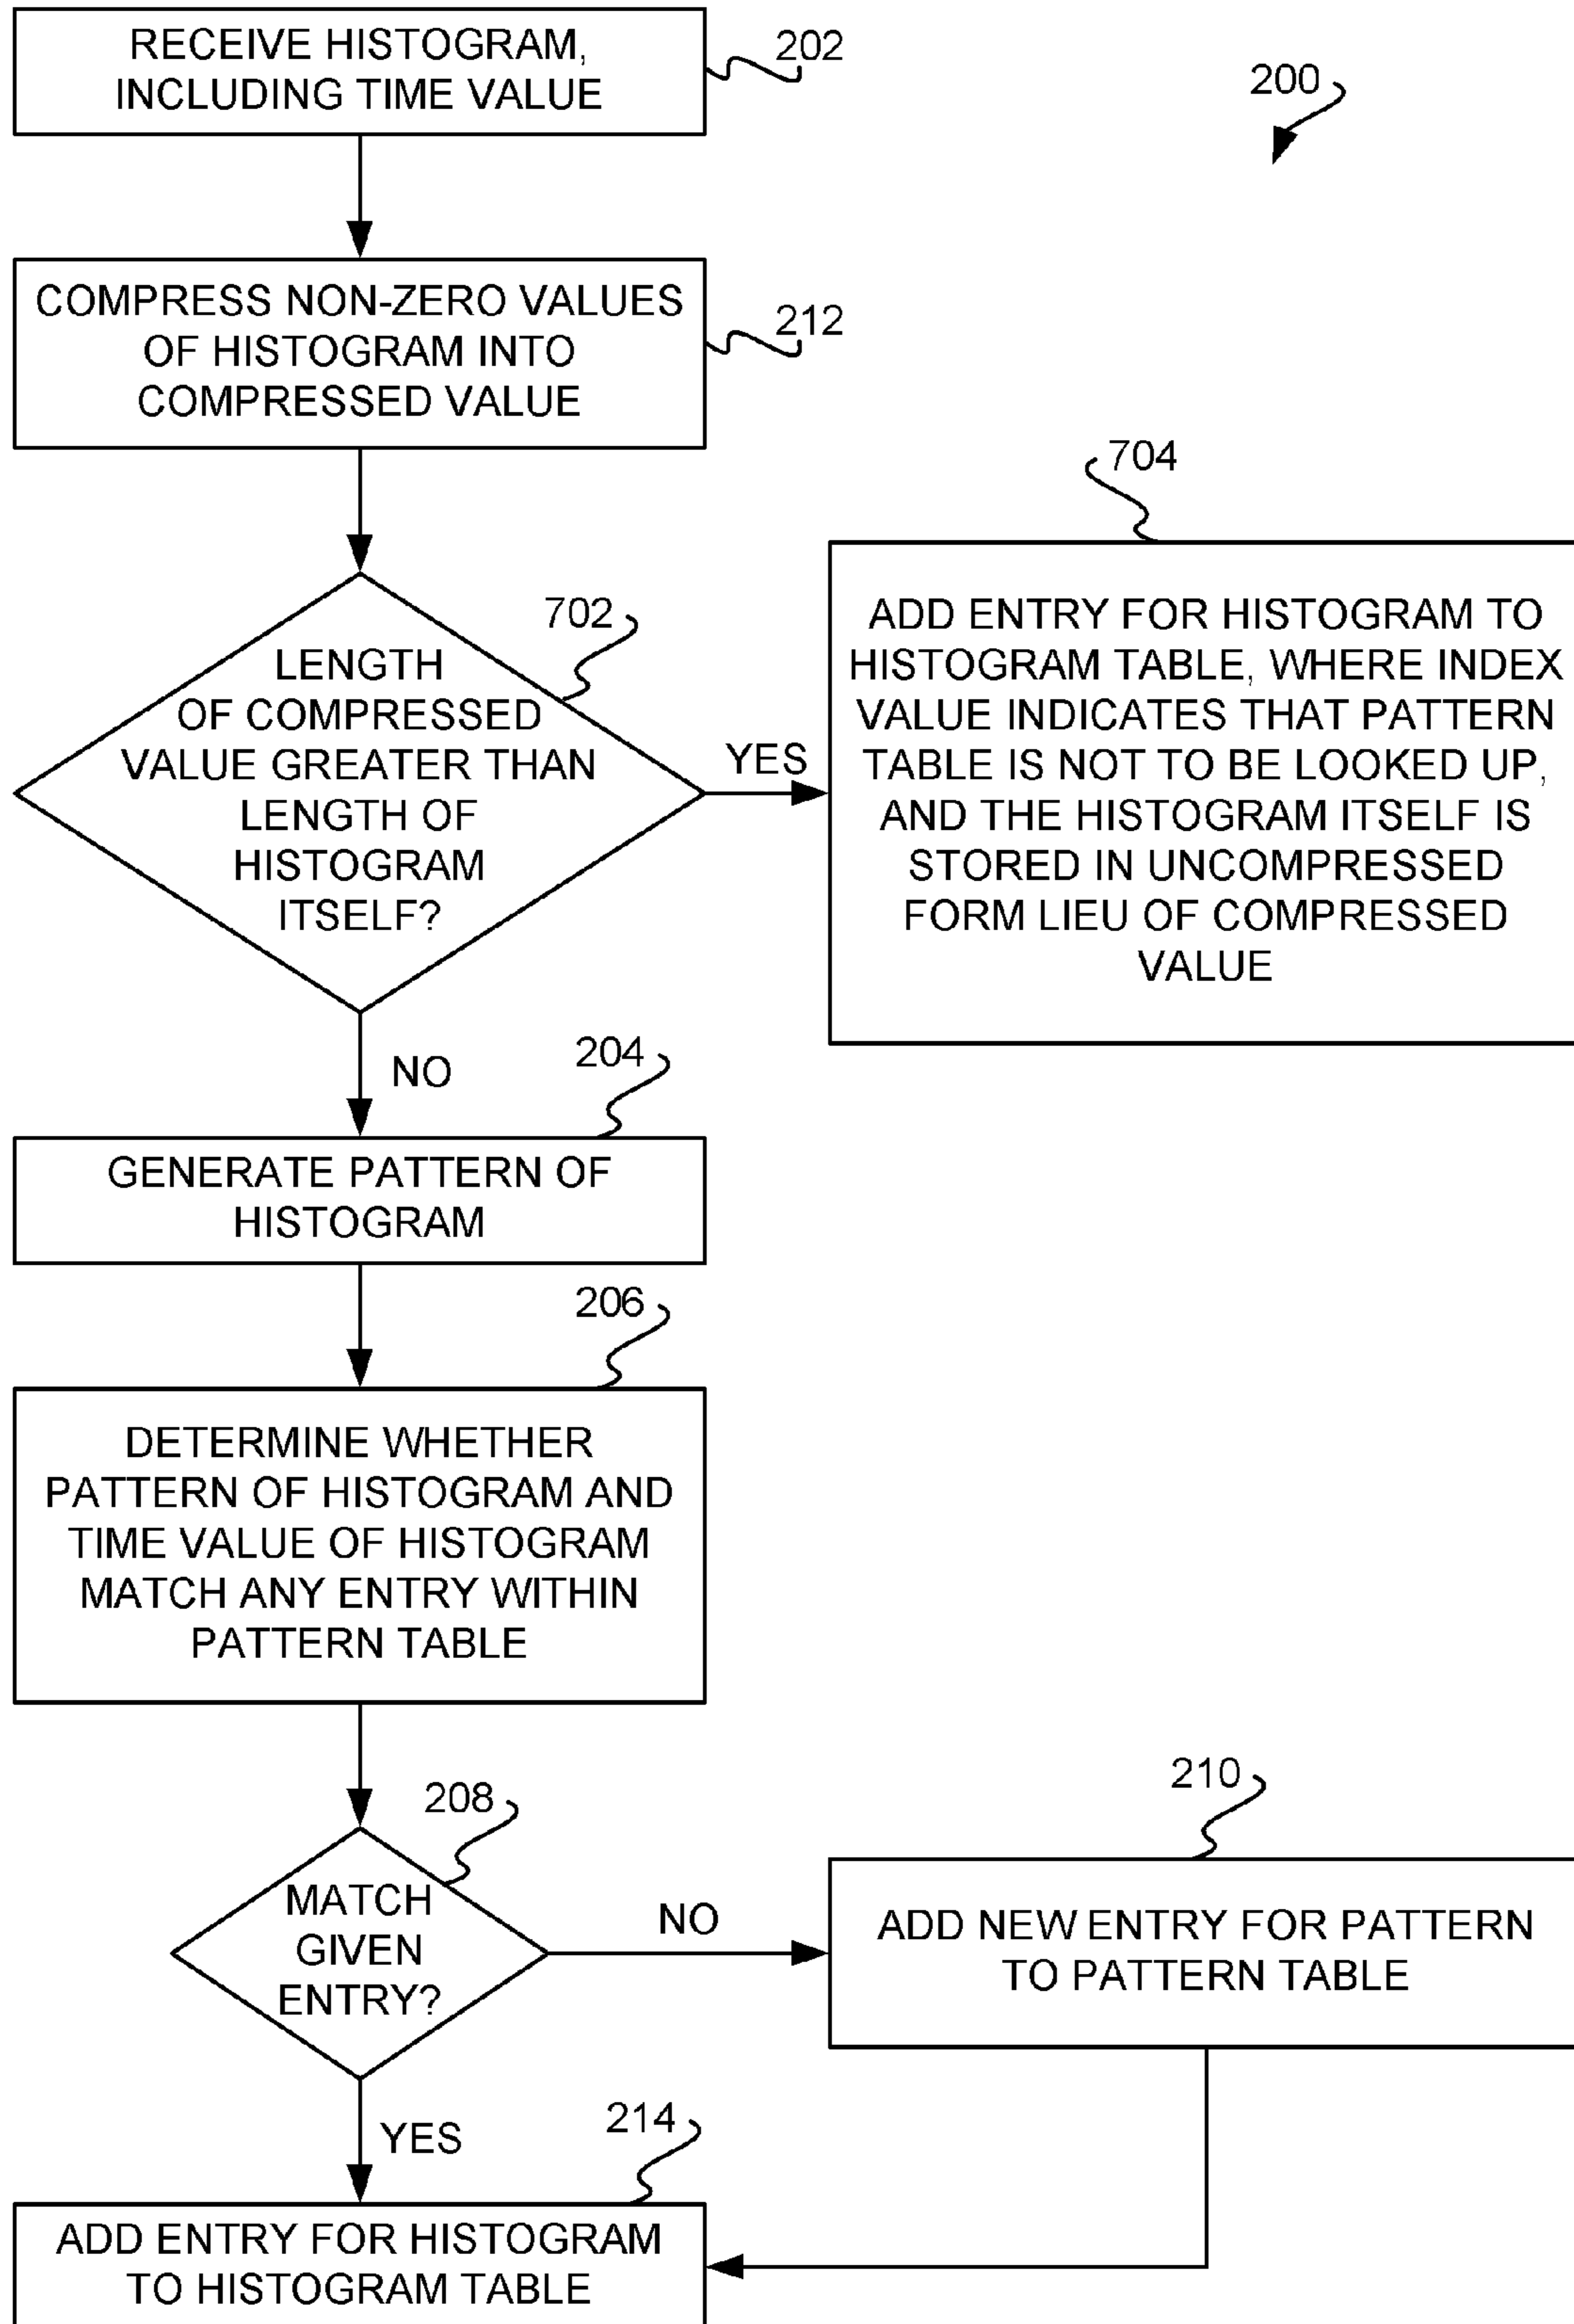 RECEIVE HISTOGRAM,
INCLUDING TIME VALUE
202
200
COMPRESS NON-ZERO VALUES
OF HISTOGRAM INTO
COMPRESSED VALUE
212
702
LENGTH
OF COMPRESSED
VALUE GREATER THAN
LENGTH OF
HISTOGRAM
ITSELF?
YES
704
ADD ENTRY FOR HISTOGRAM TO
HISTOGRAM TABLE, WHERE INDEX
VALUE INDICATES THAT PATTERN
TABLE IS NOT TO BE LOOKED UP,
AND THE HISTOGRAM ITSELF IS
STORED IN UNCOMPRESSED
FORM LIEU OF COMPRESSED
VALUE
NO
204
GENERATE PATTERN OF
HISTOGRAM
206
DETERMINE WHETHER
PATTERN OF HISTOGRAM AND
TIME VALUE OF HISTOGRAM
MATCH ANY ENTRY WITHIN
PATTERN TABLE
208
MATCH
GIVEN
ENTRY?
NO
210
ADD NEW ENTRY FOR PATTERN
TO PATTERN TABLE
YES
214
ADD ENTRY FOR HISTOGRAM
TO HISTOGRAM TABLE